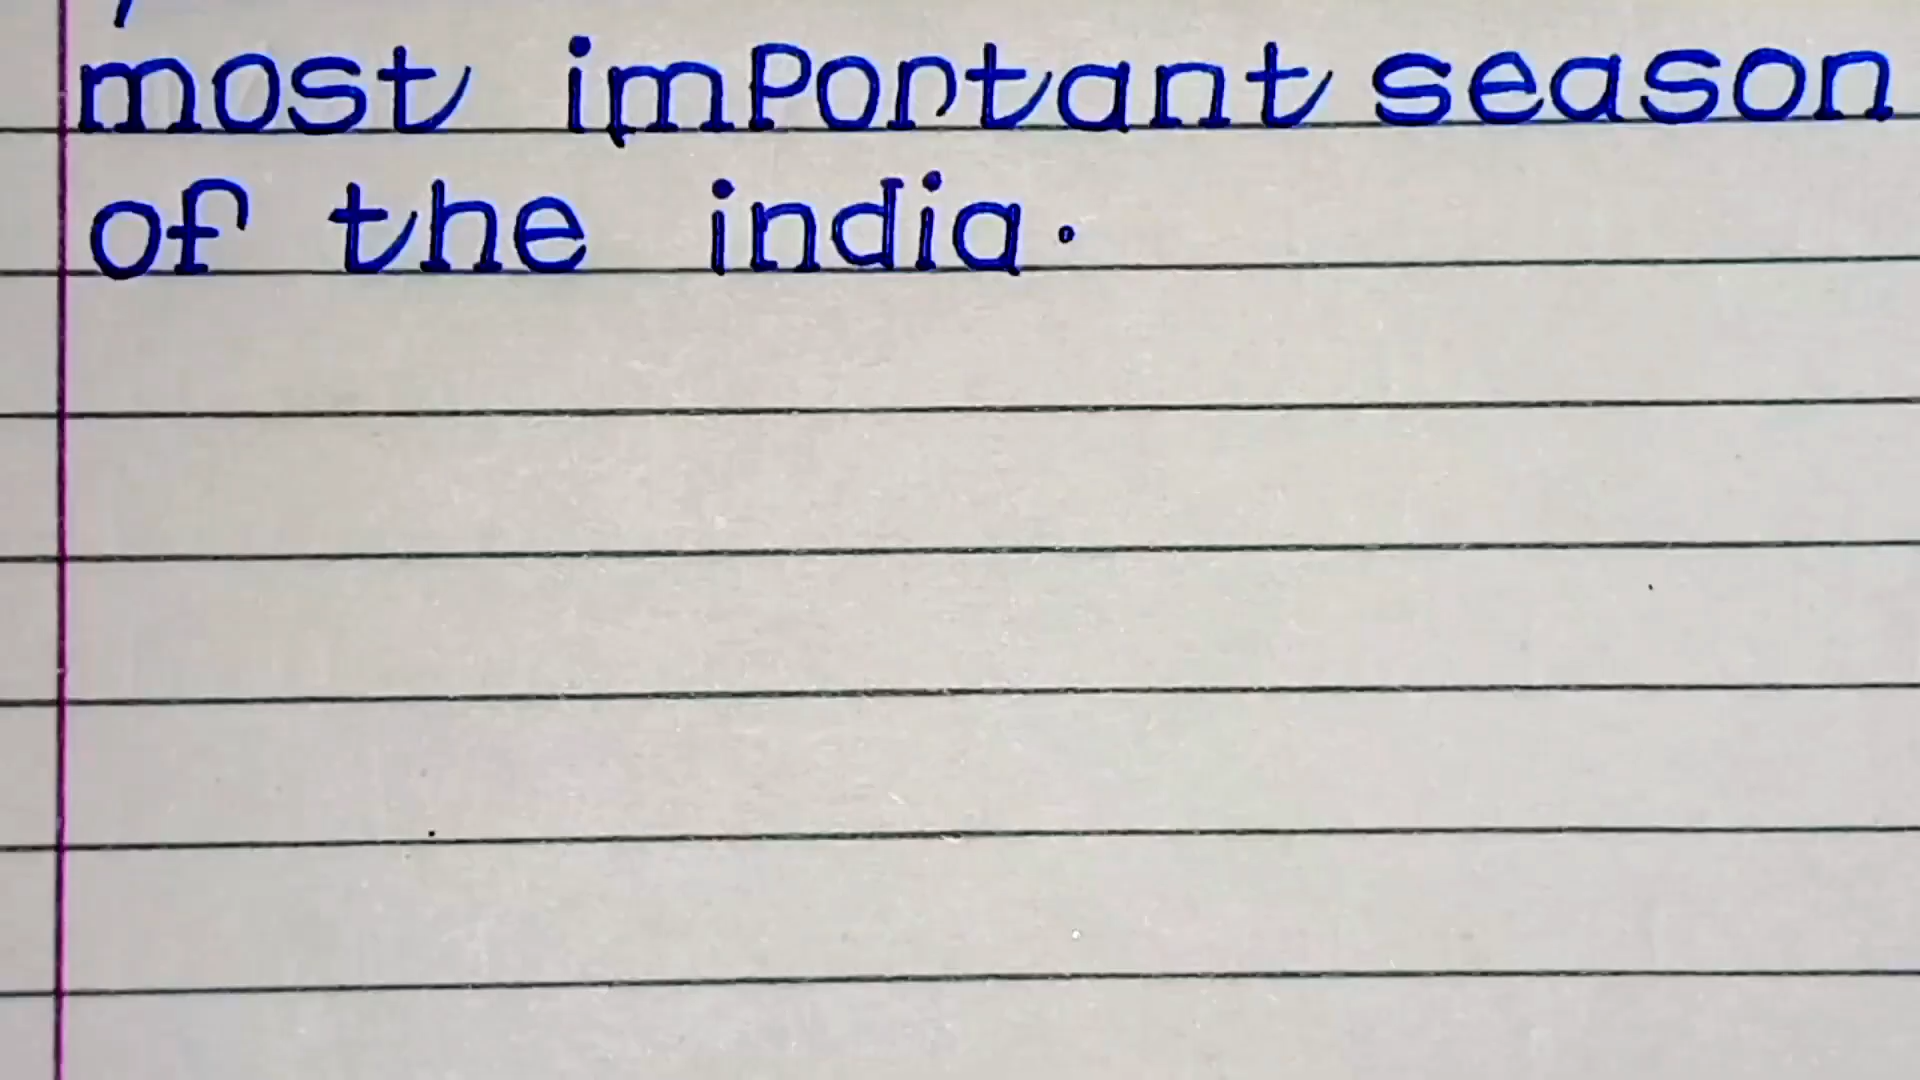 most imPortant season
of the india.